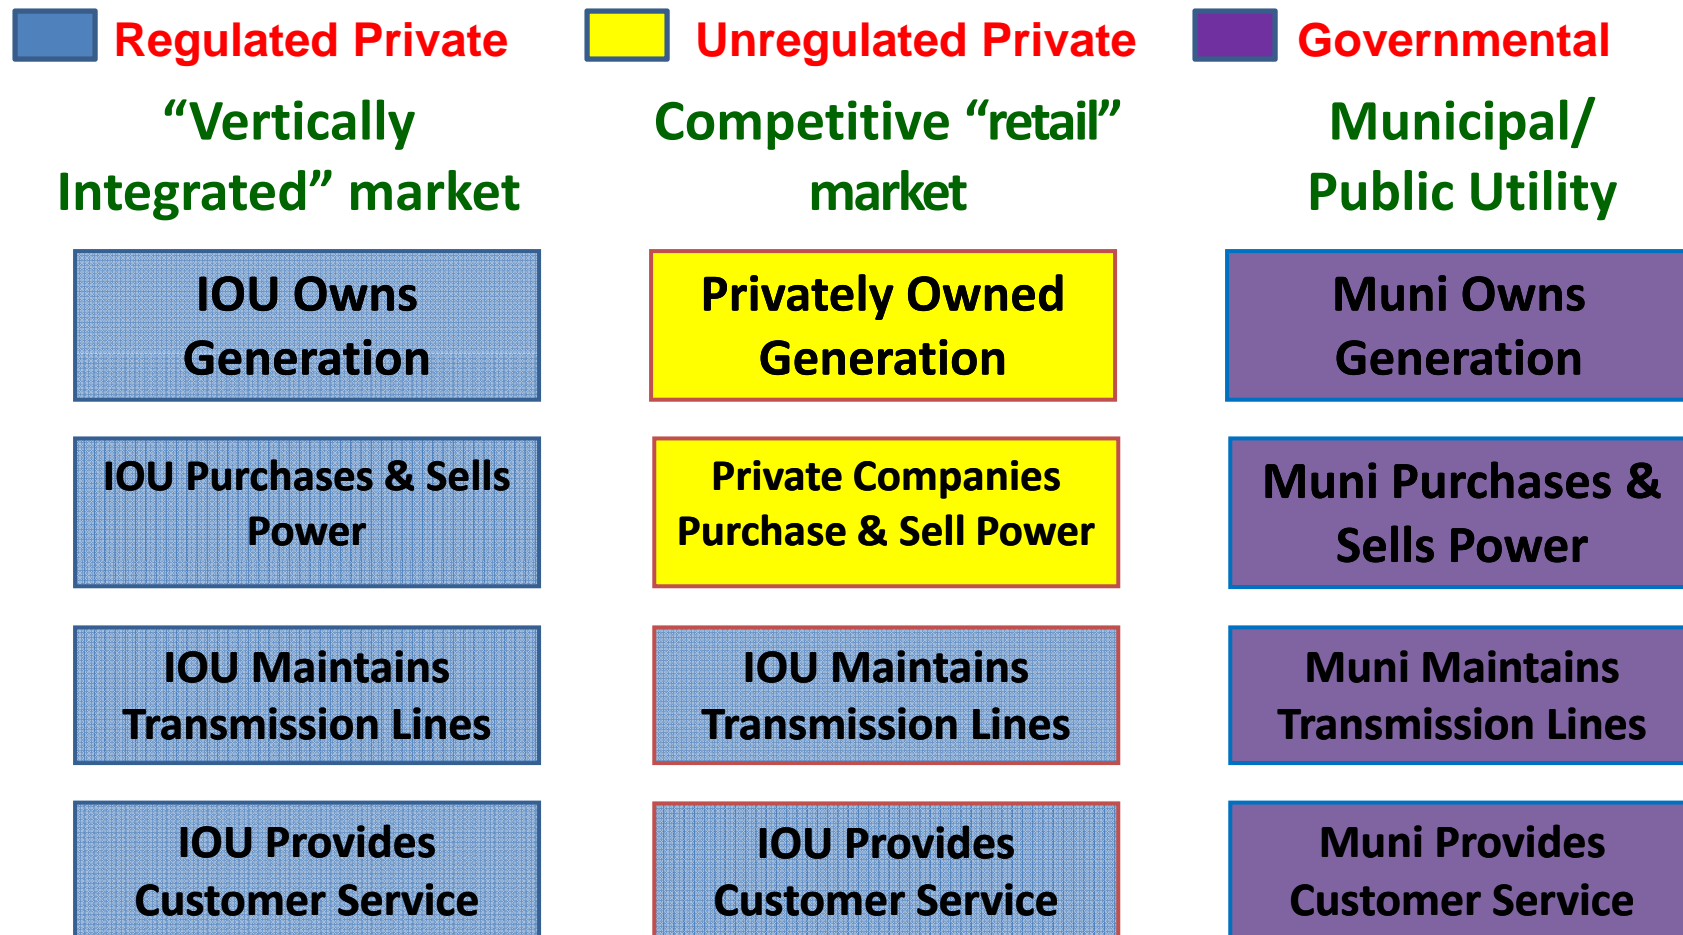 Regulated Private
Unregulated Private
Governmental
“Vertically
Integrated” market
Competitive “retail”
market
Municipal/
Public Utility
IOU Owns
Generation
Privately Owned
Generation
Muni Owns
Generation
IOU Purchases & Sells
Power
Private Companies
Purchase & Sell Power
Muni Purchases &
Sells Power
IOU Maintains
Transmission Lines
IOU Maintains
Transmission Lines
Muni Maintains
Transmission Lines
IOU Provides
Customer Service
IOU Provides
Customer Service
Muni Provides
Customer Service